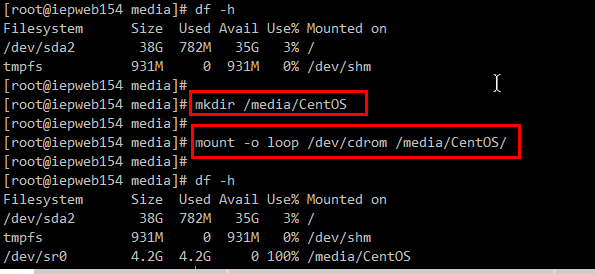 [root@iepweb154 media]# df -h
Filesystem      Size  Used Avail Use% Mounted on
/dev/sda2        38G  782M   35G   3% /
tmpfs           931M     0  931M   0% /dev/shm
[root@iepweb154 media]#
[root@iepweb154 media]# mkdir /media/CentOS
[root@iepweb154 media]#
[root@iepweb154 media]# mount -o loop /dev/cdrom /media/CentOS/
[root@iepweb154 media]#
[root@iepweb154 media]# df -h
Filesystem      Size  Used Avail Use% Mounted on
/dev/sda2        38G  782M   35G   3% /
tmpfs           931M     0  931M   0% /dev/shm
/dev/sr0        4.2G  4.2G     0 100% /media/CentOS